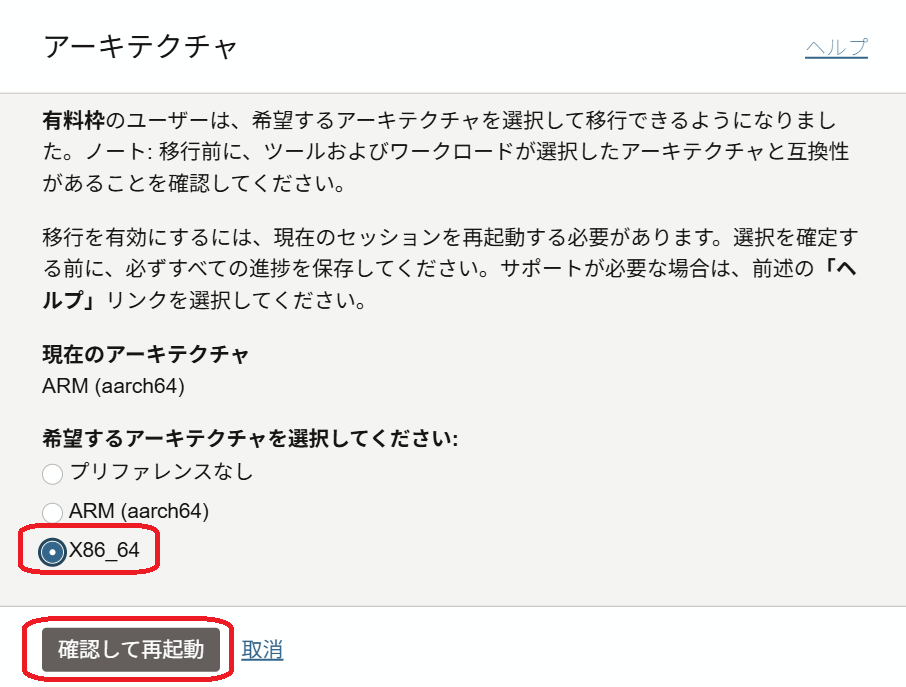 アーキテクチャ
ヘルプ
有料枠のユーザーは、希望するアーキテクチャを選択して移行できるようになりまし
た。ノート: 移行前に、ツールおよびワークロードが選択したアーキテクチャと互換性
があることを確認してください。
移行を有効にするには、現在のセッションを再起動する必要があります。選択を確定す
る前に、必ずすべての進捗を保存してください。サポートが必要な場合は、前述の「ヘ
ルプ」リンクを選択してください。
現在のアーキテクチャ
ARM (aarch64)
希望するアーキテクチャを選択してください:
プリファレンスなし
ARM (aarch64)
X86_64
確認して再起動 取消